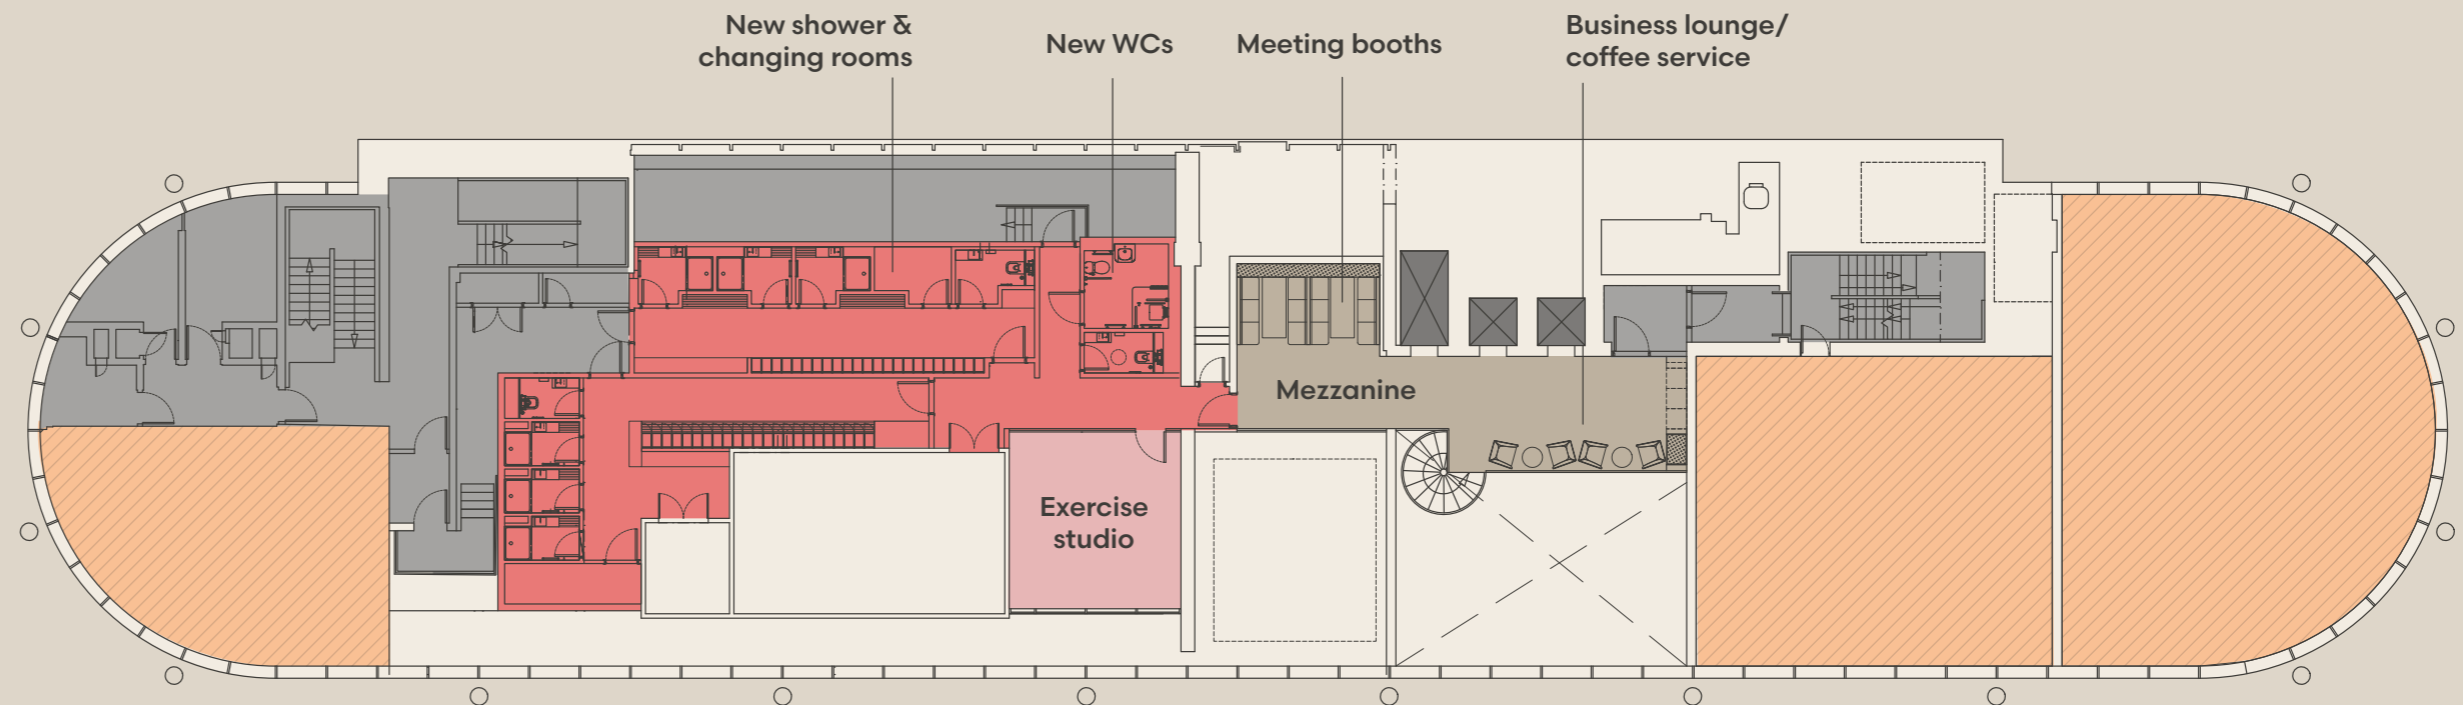 New shower &
changing rooms
New WCs
Meeting booths
Business lounge/
coffee service
Mezzanine
Exercise
studio